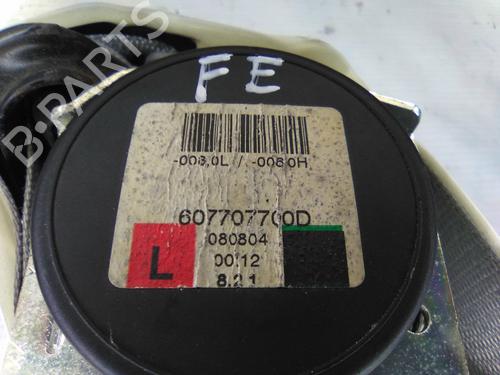 B-PARTS
FE
-008,0L / -008,0H
607707700D
080804
L
00:12
8.2.1